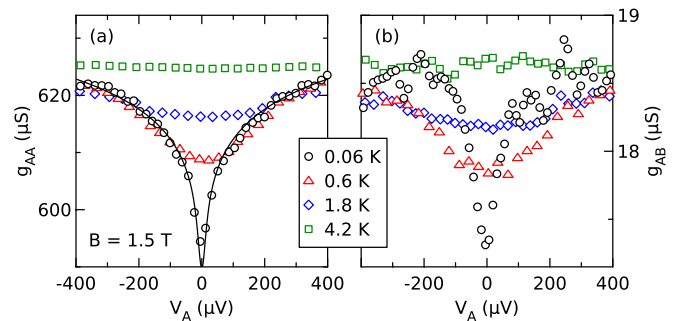 (a)
(b)
19
620
18
600
g_AA (μS)
g_AB (μS)
0.06 K
0.6 K
1.8 K
4.2 K
B = 1.5 T
-400 -200 0 200 400
-200 0 200 400
V_A (μV)
V_A (μV)